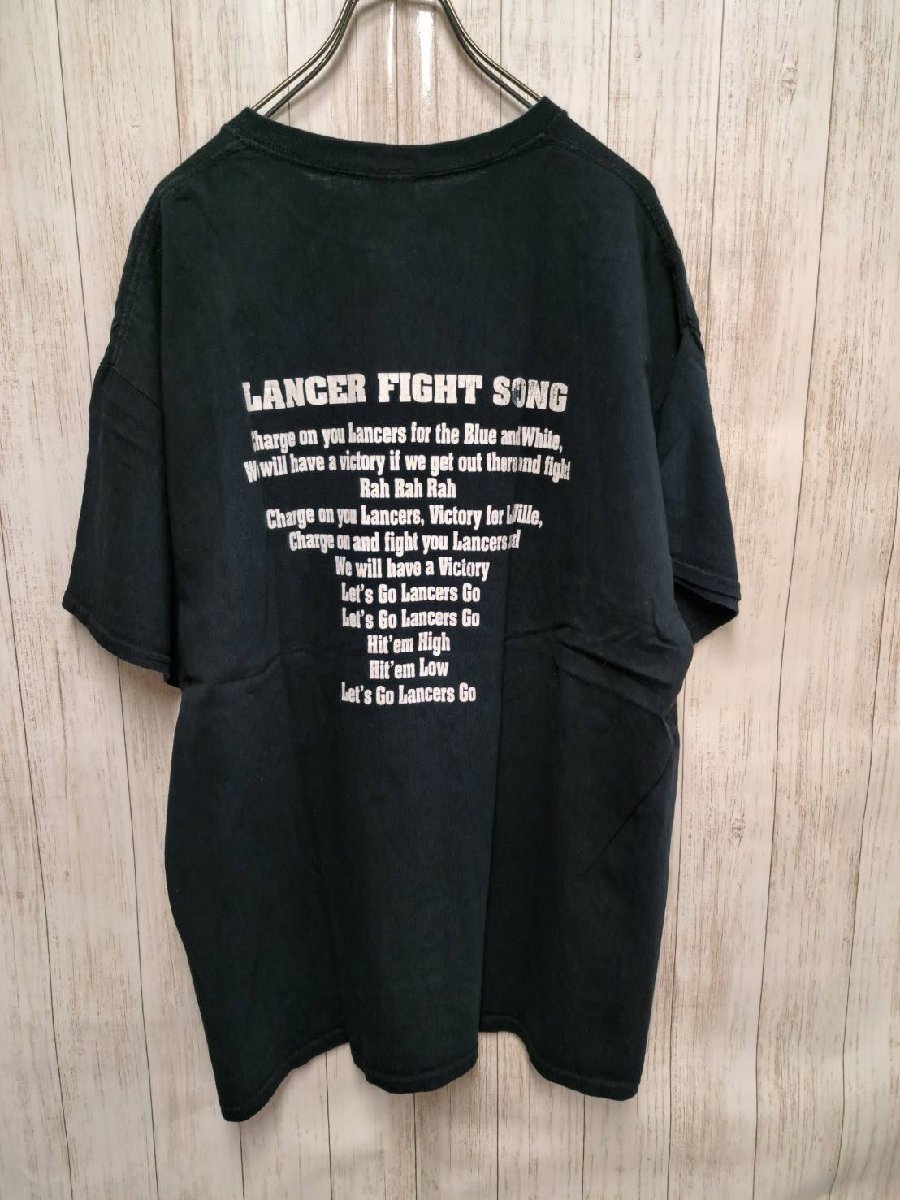 LANCER FIGHT SONG
Charge on you Lancers for the Blue and White,
We will have a victory if we get out there and fight
Rah Rah Rah
Charge on you Lancers, Victory for L'Ville,
Charge on and fight you Lancers
We will have a Victory
Let's Go Lancers Go
Let's Go Lancers Go
Hit'em High
Hit'em Low
Let's Go Lancers Go